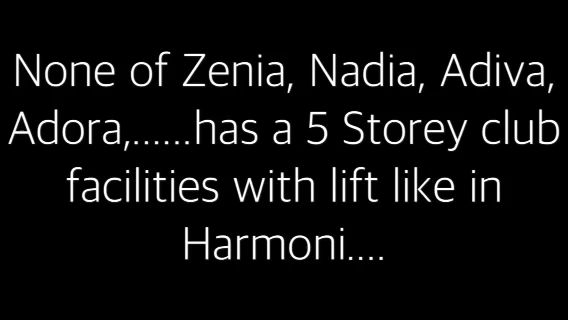 None of Zenia, Nadia, Adiva,
Adora,......has a 5 Storey club
facilities with lift like in
Harmoni....